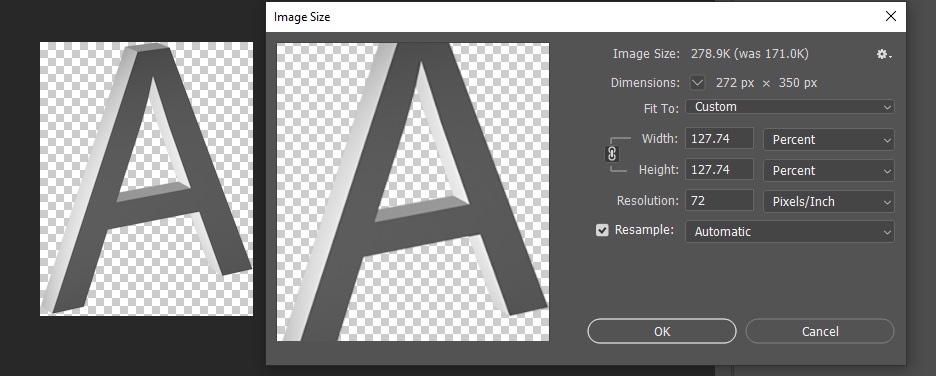 A
Image Size
A
Image Size: 278.9K (was 171.0K)
Dimensions: 272 px × 350 px
Fit To: Custom
Width: 127.74 Percent
Height: 127.74 Percent
Resolution: 72 Pixels/Inch
Resample: Automatic
OK Cancel